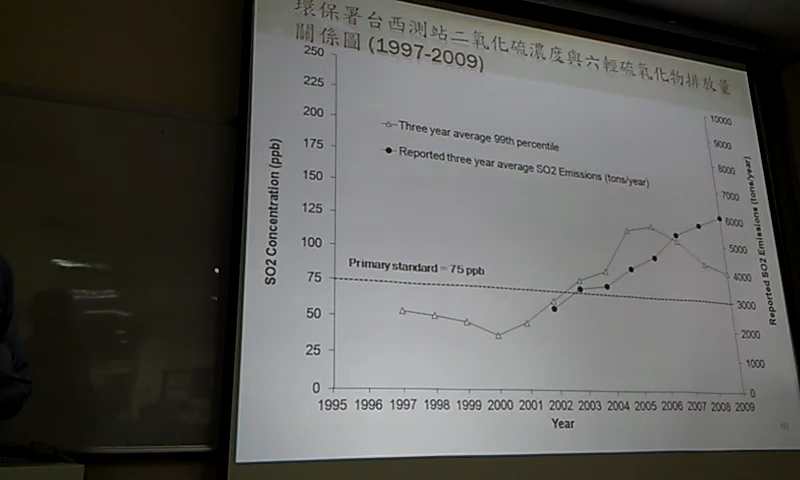 環保署台西測站二氧化硫濃度與六輕硫氧化物排放量
關係圖 (1997-2009)
250
225
200
175
150
125
100
75
50
25
0
SO2 Concentration (ppb)
Three year average 99th percentile
Reported three year average SO2 Emissions (tons/year)
Primary standard = 75 ppb
10000
9000
8000
7000
6000
5000
4000
3000
2000
1000
0
Reported SO2 Emissions (tons/year)
1995 1996 1997 1998 1999 2000 2001 2002 2003 2004 2005 2006 2007 2008 2009
Year